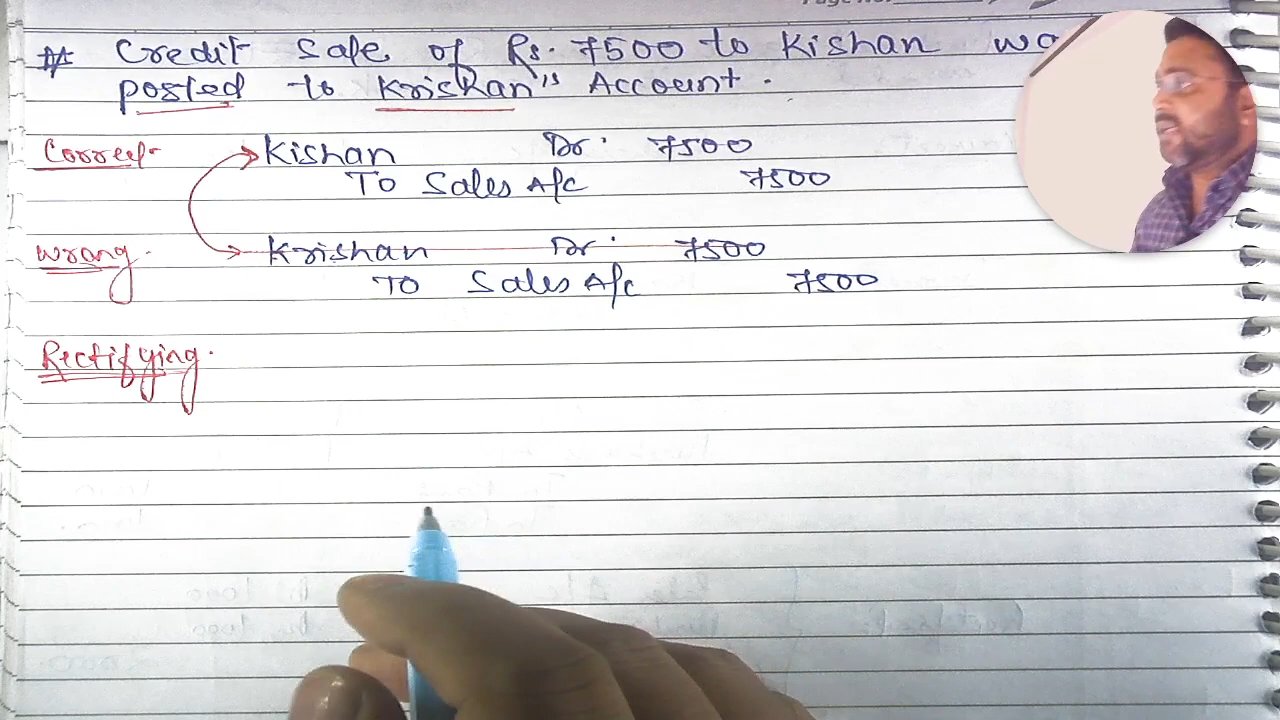 Credit Sale of Rs. 7500 to Kishan wa
posted to Krishan's Account.
Correct- Kishan Dr. 7500
To Sales A/c 7500
Wrong. Krishan Dr. 7500
To Sales A/c 7500
Rectifying.